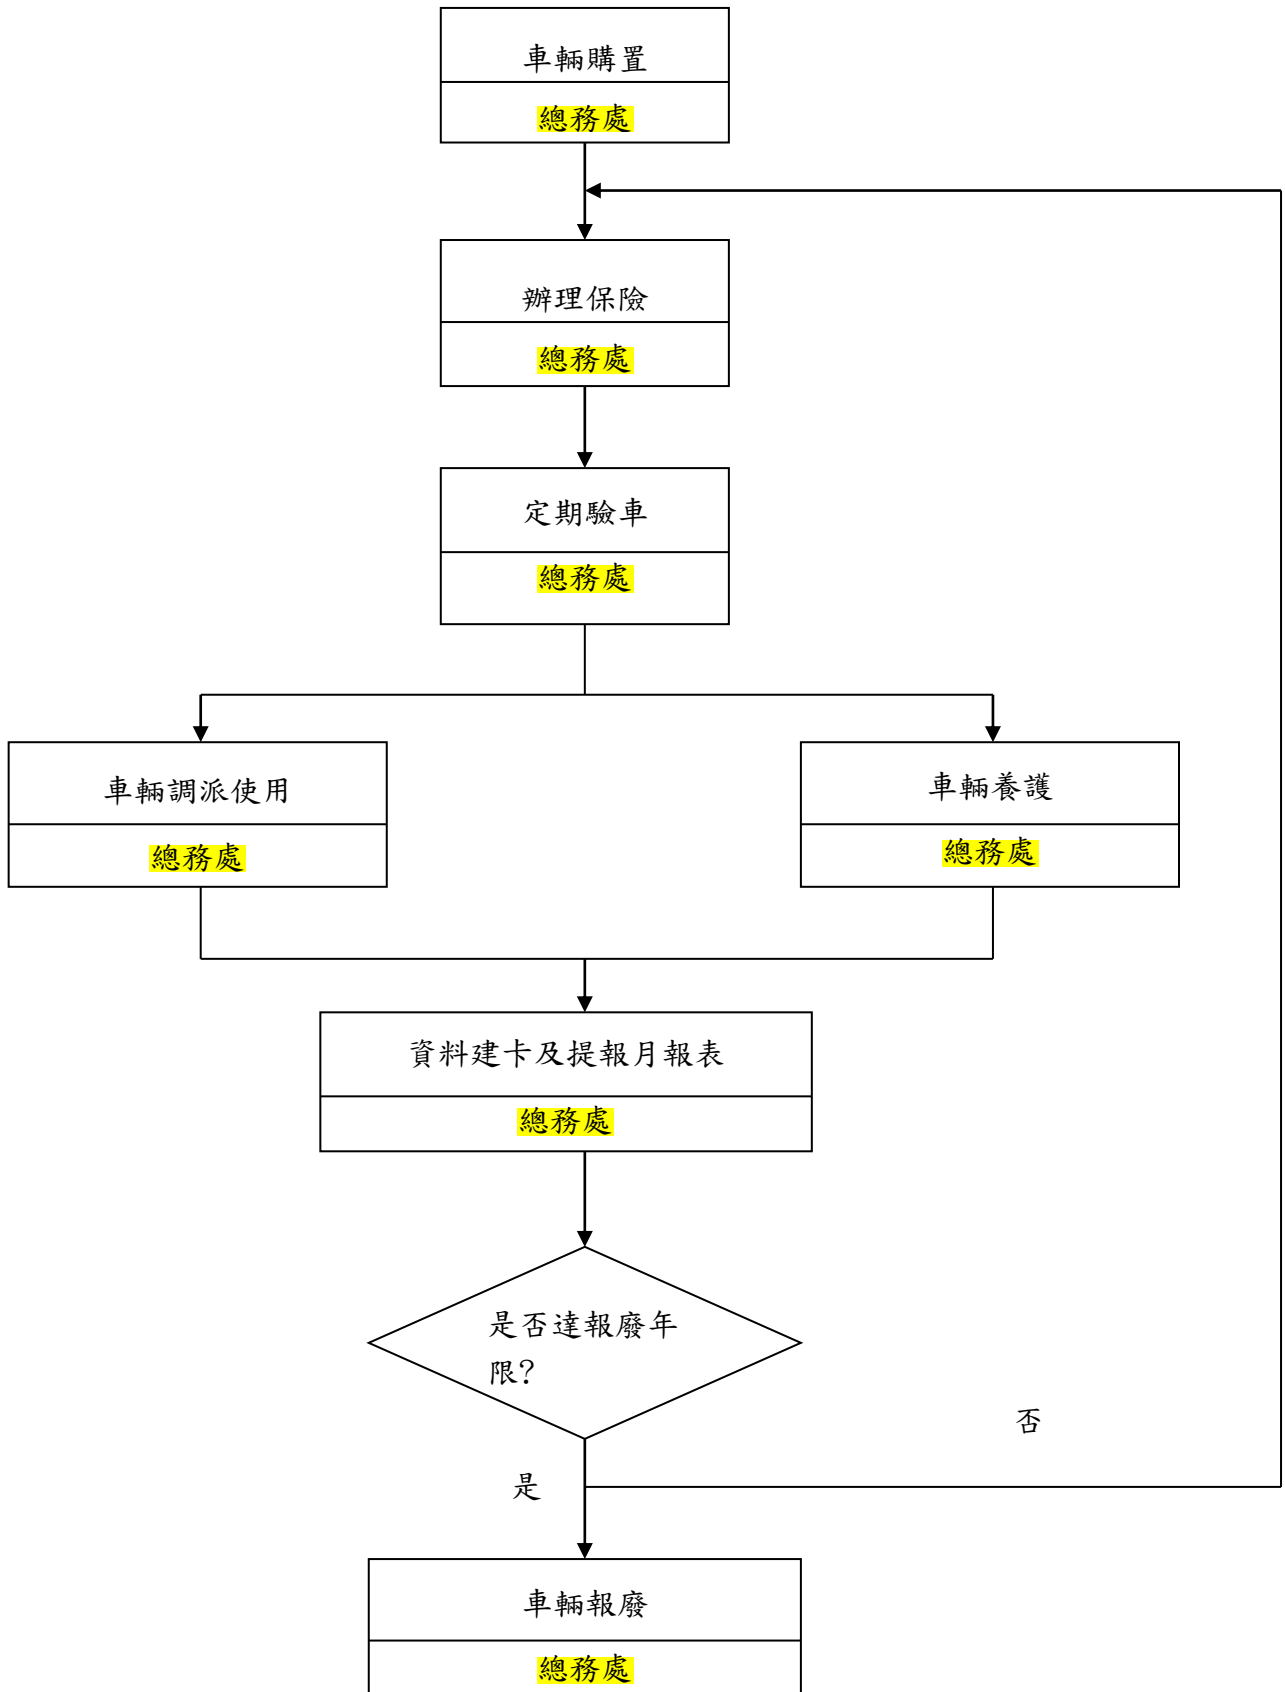 車輛購置
總務處
辦理保險
總務處
定期驗車
總務處
車輛調派使用
總務處
車輛養護
總務處
資料建卡及提報月報表
總務處
是否達報廢年
限?
否
是
車輛報廢
總務處